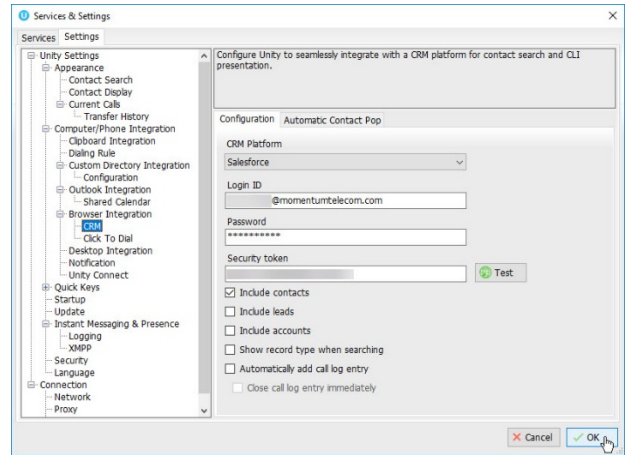 Services & Settings
Services Settings
Unity Settings
Appearance
Contact Search
Contact Display
Current Calls
Transfer History
Computer/Phone Integration
Clipboard Integration
Dialing Rule
Custom Directory Integration
Configuration
Outlook Integration
Shared Calendar
Browser Integration
CRM
Click To Dial
Desktop Integration
Notification
Unity Connect
Quick Keys
Startup
Update
Instant Messaging & Presence
Logging
XMPP
Security
Language
Connection
Network
Proxy
Configure Unity to seamlessly integrate with a CRM platform for contact search and CLI
presentation.
Configuration Automatic Contact Pop
CRM Platform
Salesforce
Login ID
@momentumtelecom.com
Password
**********
Security token
Test
Include contacts
Include leads
Include accounts
Show record type when searching
Automatically add call log entry
Close call log entry immediately
Cancel OK